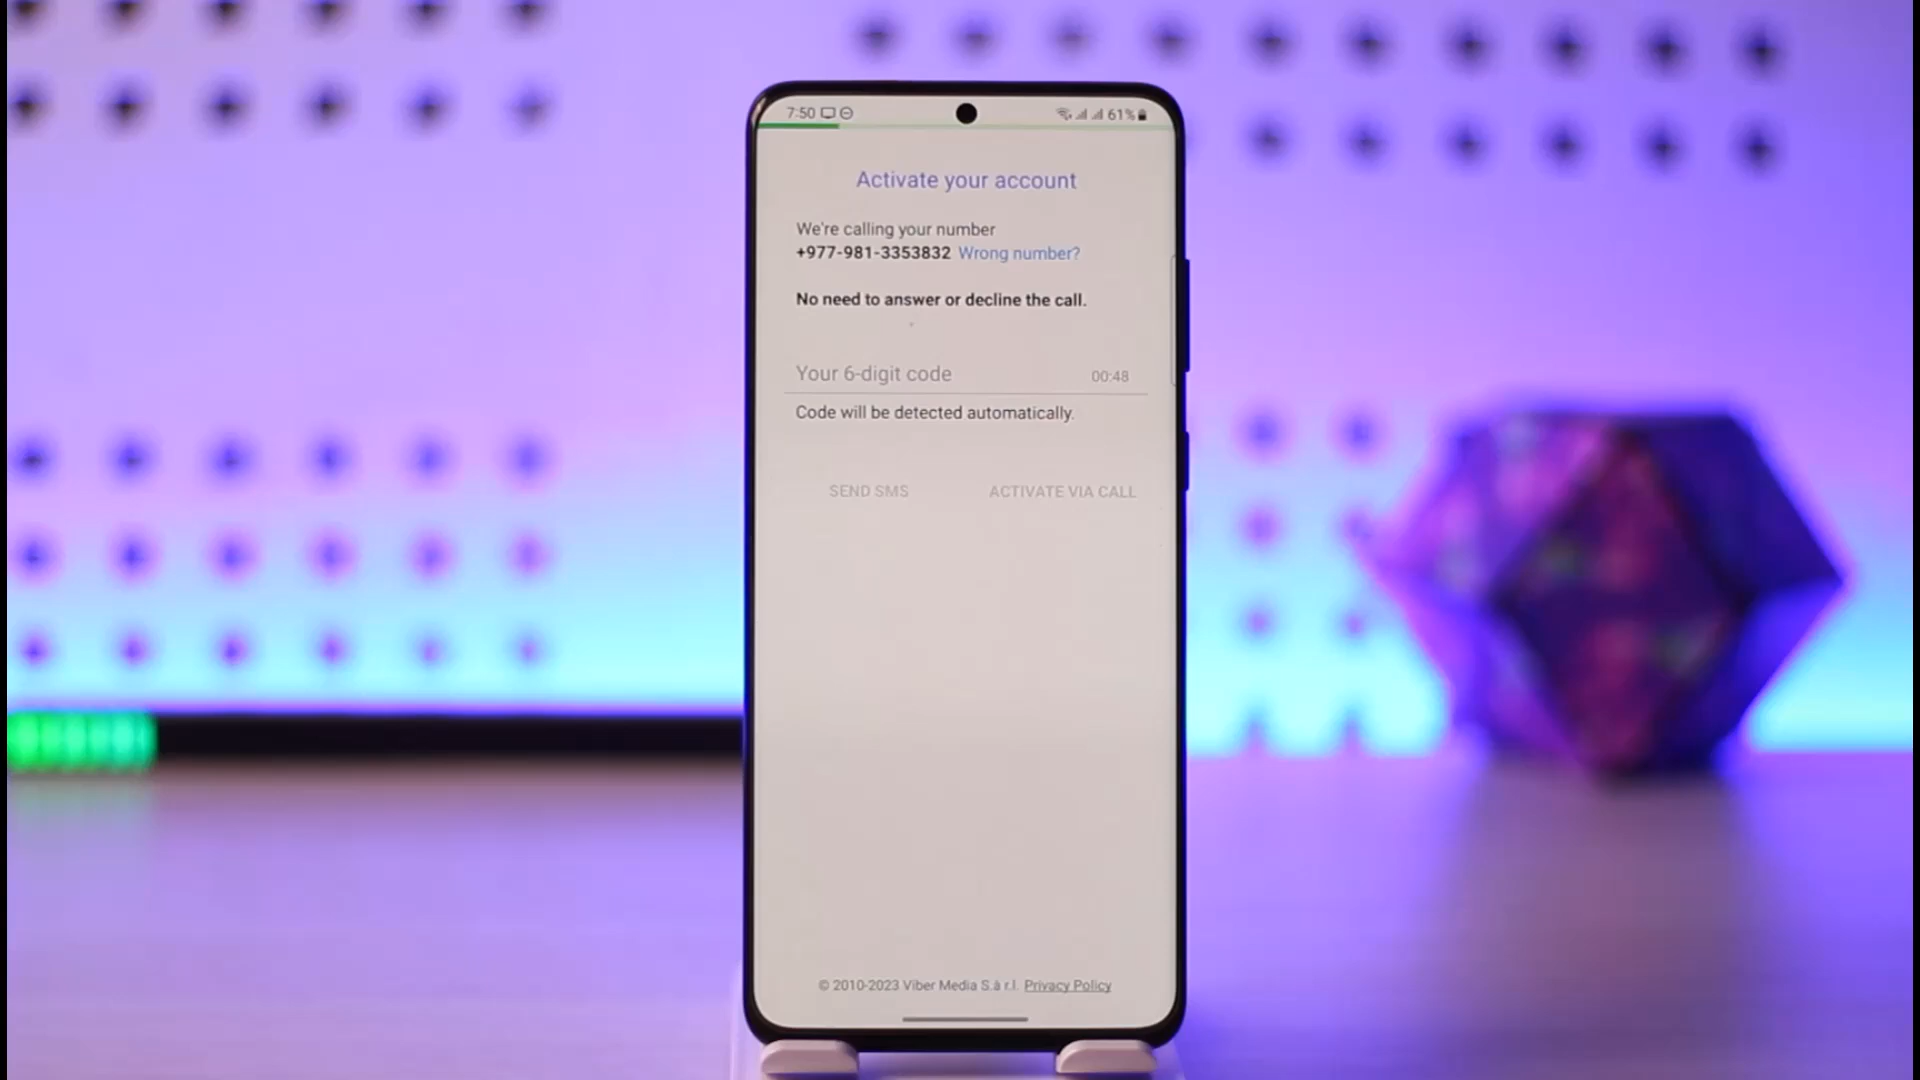 7:50 61%
Activate your account
We're calling your number
+977-981-3353832 Wrong number?
No need to answer or decline the call.
Your 6-digit code 00:48
Code will be detected automatically.
SEND SMS ACTIVATE VIA CALL
© 2010-2023 Viber Media S.à r.l. Privacy Policy